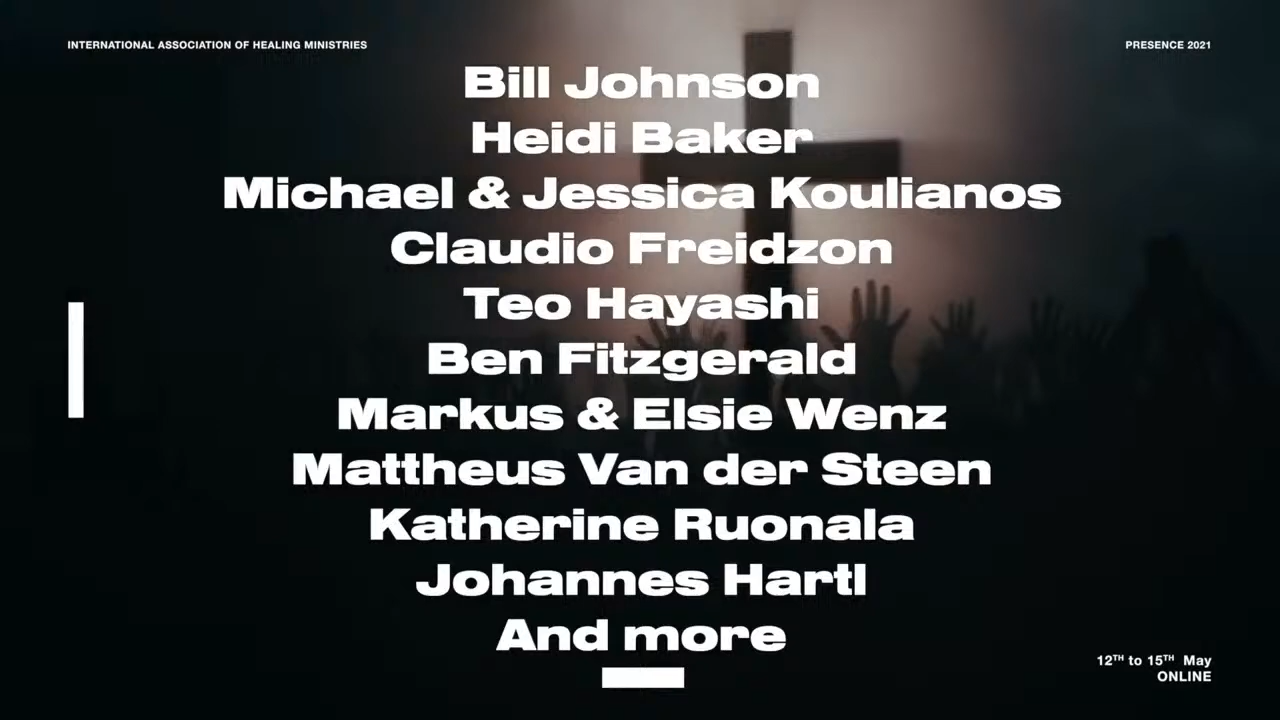 INTERNATIONAL ASSOCIATION OF HEALING MINISTRIES
PRESENCE 2021
Bill Johnson
Heidi Baker
Michael & Jessica Koulianos
Claudio Freidzon
Teo Hayashi
Ben Fitzgerald
Markus & Elsie Wenz
Mattheus Van der Steen
Katherine Ruonala
Johannes Hartl
And more
12TH to 15TH May
ONLINE